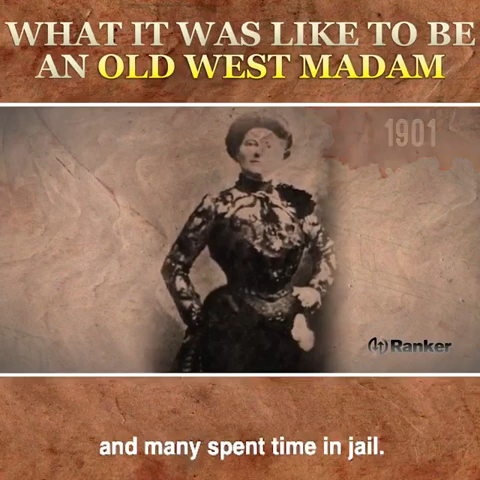 WHAT IT WAS LIKE TO BE
AN OLD WEST MADAM
1901
Ranker
and many spent time in jail.